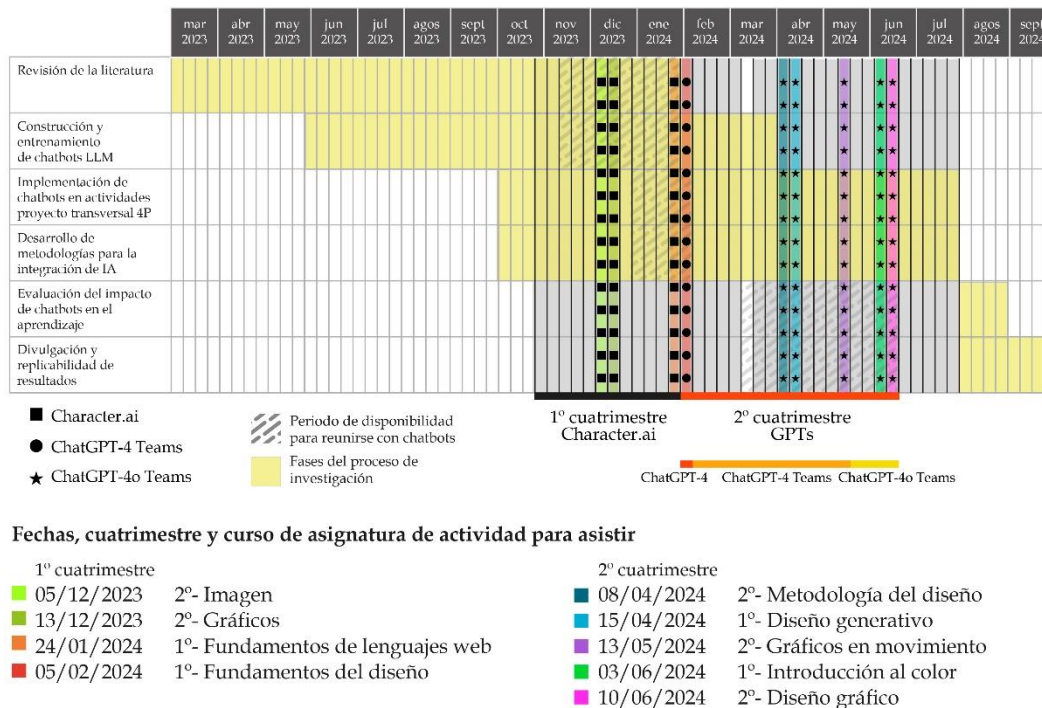 mar abr may jun jul agos sept oct nov dic ene feb mar abr may jun jul agos sept
2023 2023 2023 2023 2023 2023 2023 2023 2023 2023 2024 2024 2024 2024 2024 2024 2024 2024 2024
Revisión de la literatura
Construcción y
entrenamiento
de chatbots LLM
Implementación de
chatbots en actividades
proyecto transversal 4P
Desarrollo de
metodologías para la
integración de IA
Evaluación del impacto
de chatbots en el
aprendizaje
Divulgación y
replicabilidad de
resultados
Character.ai
ChatGPT-4 Teams
ChatGPT-4o Teams
Periodo de disponibilidad
para reunirse con chatbots
Fases del proceso de
investigación
1º cuatrimestre
Character.ai
2º cuatrimestre
GPTs
ChatGPT-4 ChatGPT-4 Teams ChatGPT-4o Teams
Fechas, cuatrimestre y curso de asignatura de actividad para asistir
1º cuatrimestre
05/12/2023 2º- Imagen
13/12/2023 2º- Gráficos
24/01/2024 1º- Fundamentos de lenguajes web
05/02/2024 1º- Fundamentos del diseño
2º cuatrimestre
08/04/2024 2º- Metodología del diseño
15/04/2024 1º- Diseño generativo
13/05/2024 2º- Gráficos en movimiento
03/06/2024 1º- Introducción al color
10/06/2024 2º- Diseño gráfico